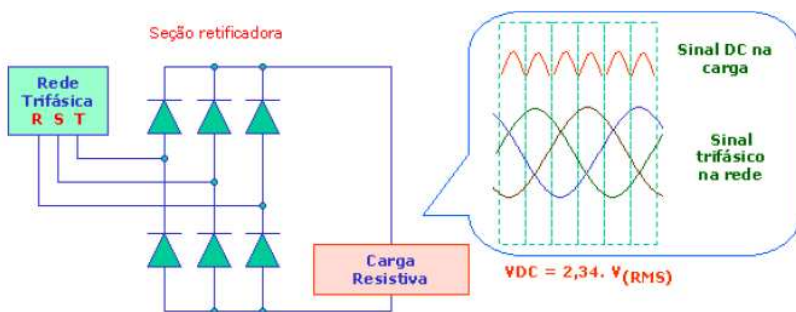 Seção retificadora
Rede
Trifásica
R S T
Carga
Resistiva
Sinal DC na
carga
Sinal
trifásico
na rede
VDC = 2,34. V(RMS)